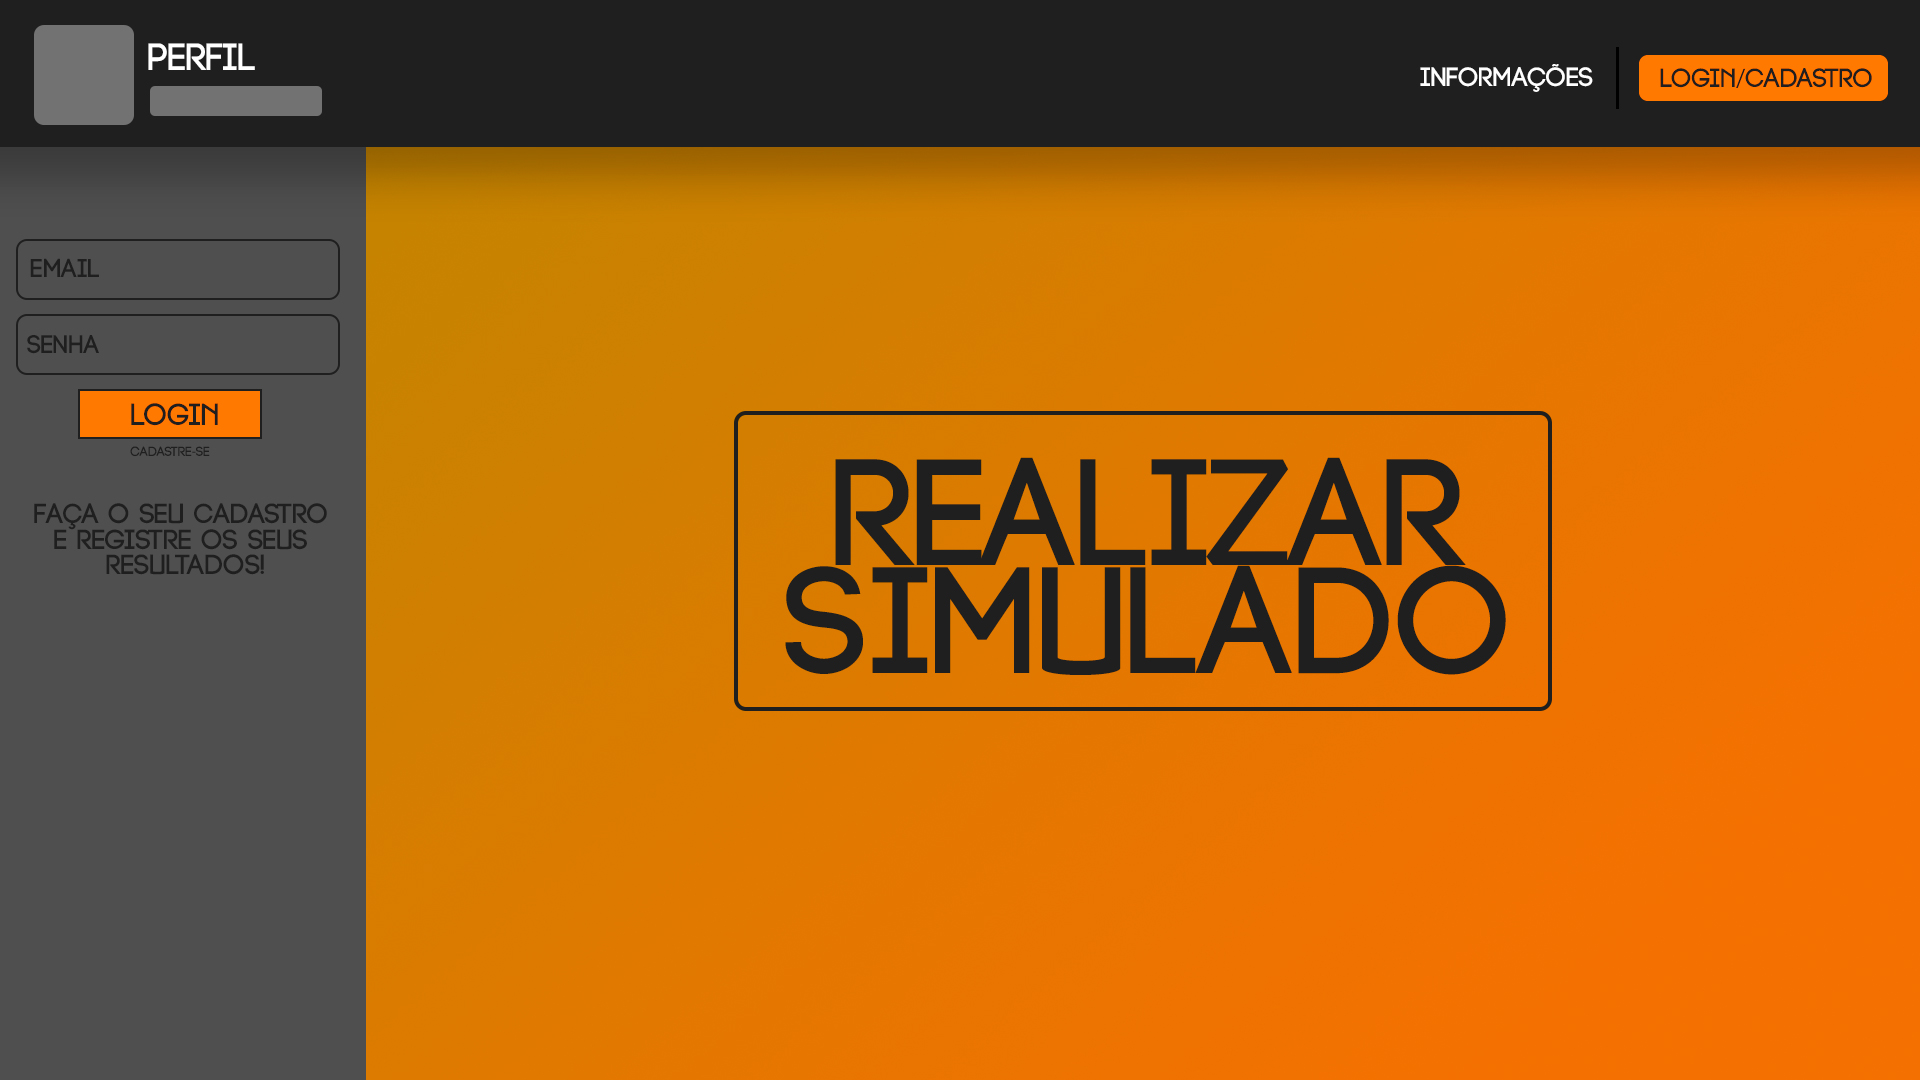 PERFIL
INFORMAÇÕES
LOGIN/CADASTRO
EMAIL
SENHA
LOGIN
CADASTRE-SE
FAÇA O SEU CADASTRO
E REGISTRE OS SEUS
RESULTADOS!
REALIZAR
SIMULADO